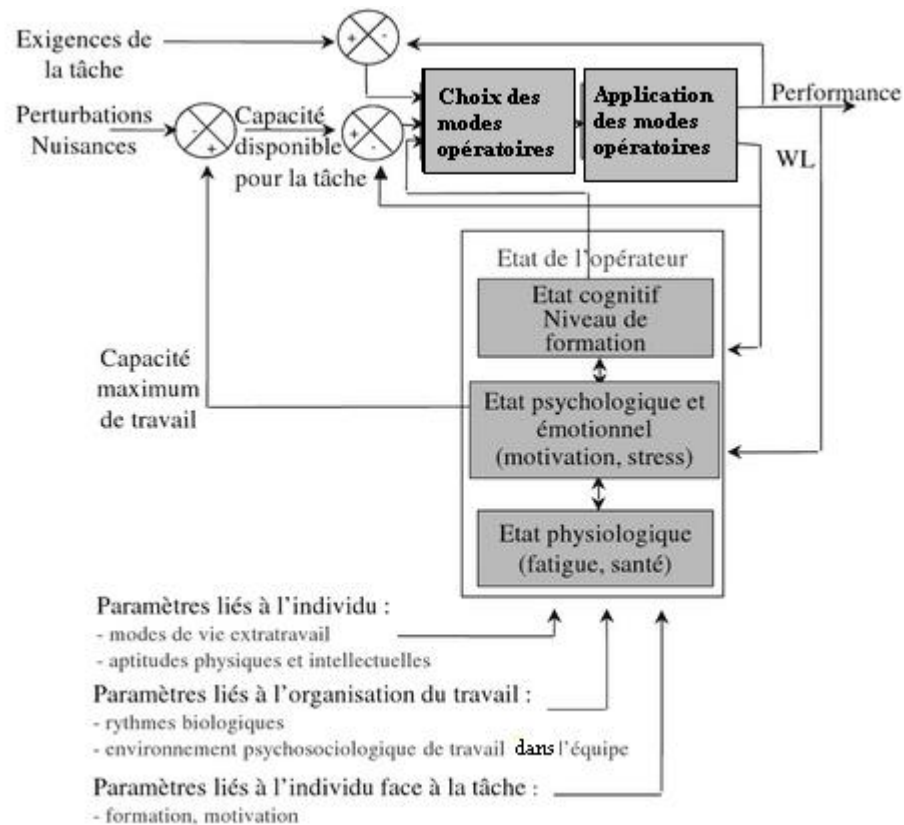 Exigences de
la tâche
+ -
Perturbations
Nuisances
-
+
Capacité
disponible
pour la tâche
+
-
Choix des
modes
opératoires
Application
des modes
opératoires
Performance
WL
Etat de l'opérateur
Etat cognitif
Niveau de
formation
Capacité
maximum
de travail
Etat psychologique et
émotionnel
(motivation, stress)
Etat physiologique
(fatigue, santé)
Paramètres liés à l'individu :
- modes de vie extratravail
- aptitudes physiques et intellectuelles
Paramètres liés à l'organisation du travail :
- rythmes biologiques
- environnement psychosociologique de travail dans l'équipe
Paramètres liés à l'individu face à la tâche :
- formation, motivation